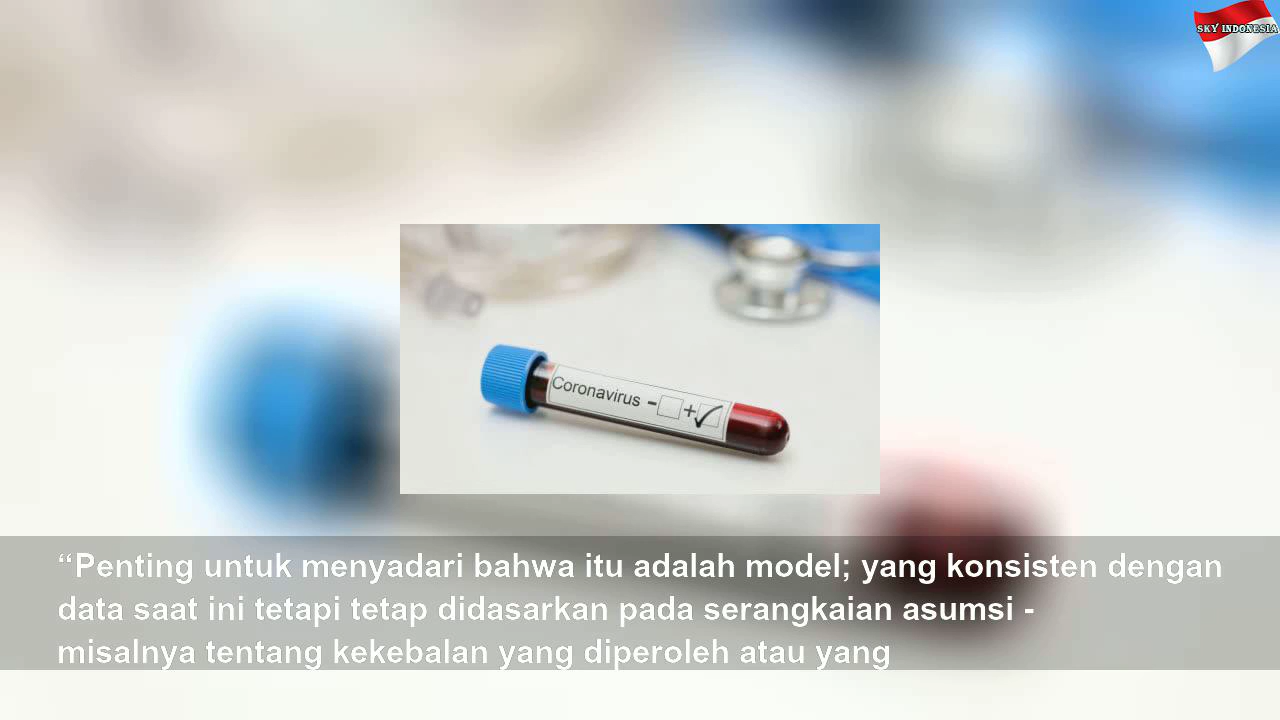 SKY INDONESIA
Coronavirus - +
“Penting untuk menyadari bahwa itu adalah model; yang konsisten dengan
data saat ini tetapi tetap didasarkan pada serangkaian asumsi -
misalnya tentang kekebalan yang diperoleh atau yang